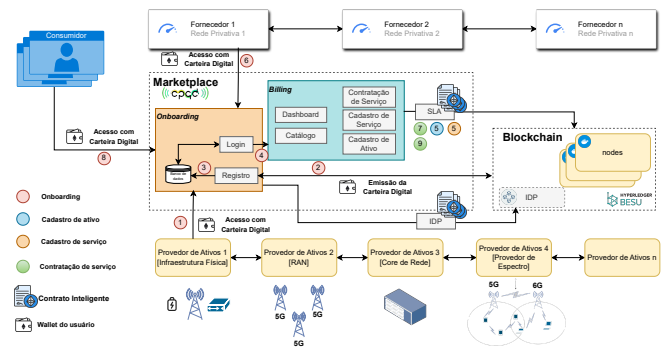 Consumidor
Fornecedor 1
Rede Privativa 1
Fornecedor 2
Rede Privativa 2
Fornecedor n
Rede Privativa n
Acesso com
Carteira Digital
6
Marketplace
cpqd
Billing
Contratação
de Serviço
Dashboard
Cadastro de
Serviço
Catálogo
Cadastro de
Ativo
SLA
7
5
5
9
Onboarding
Login
4
3
Banco de
dados
Registro
2
Emissão da
Carteira Digital
Acesso com
Carteira Digital
8
Blockchain
nodes
IDP
HYPERLEDGER
BESU
IDP
1
Acesso com
Carteira Digital
Onboarding
Cadastro de ativo
Cadastro de serviço
Contratação de serviço
Contrato Inteligente
Wallet do usuário
Provedor de Ativos 1
[Infraestrutura Física]
Provedor de Ativos 2
[RAN]
Provedor de Ativos 3
[Core de Rede]
Provedor de Ativos 4
[Provedor de
Espectro]
Provedor de Ativos n
5G
5G
5G
5G
6G